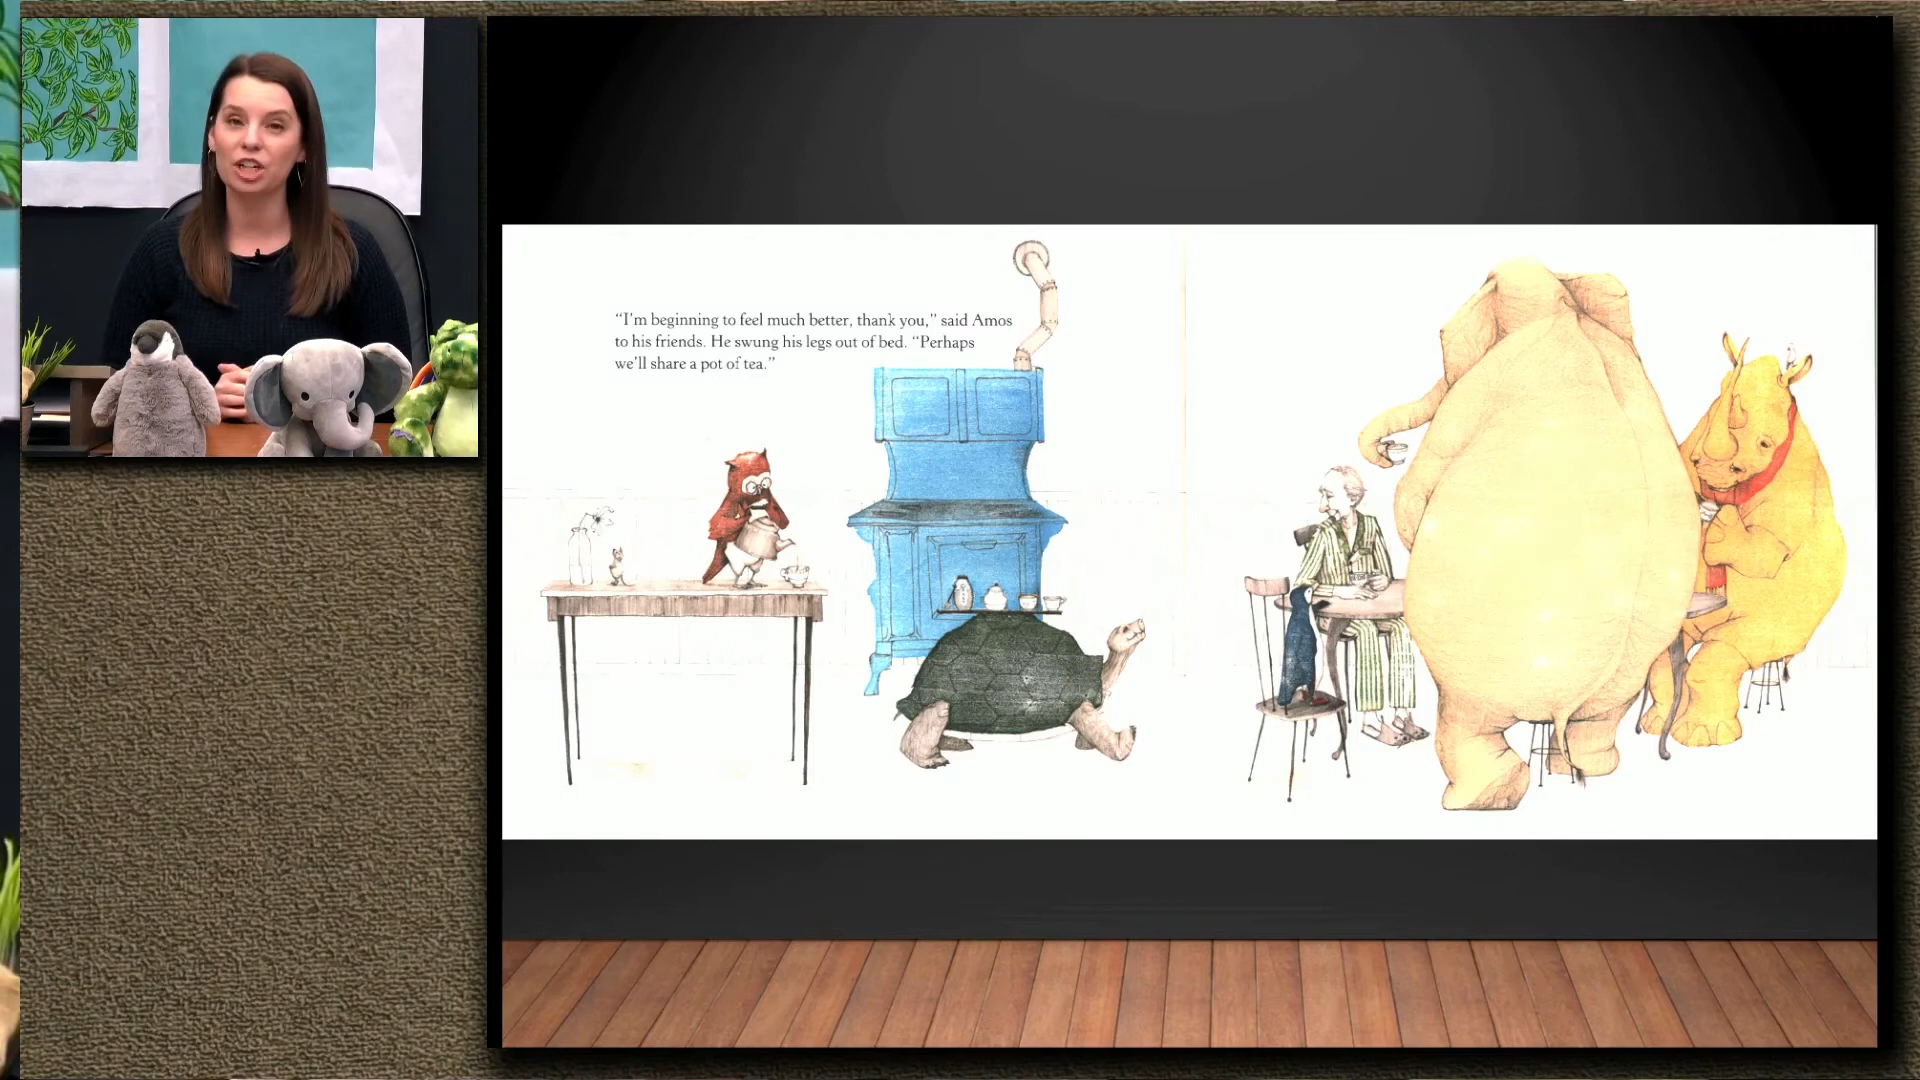 “I’m beginning to feel much better, thank you,” said Amos
to his friends. He swung his legs out of bed. “Perhaps
we’ll share a pot of tea.”